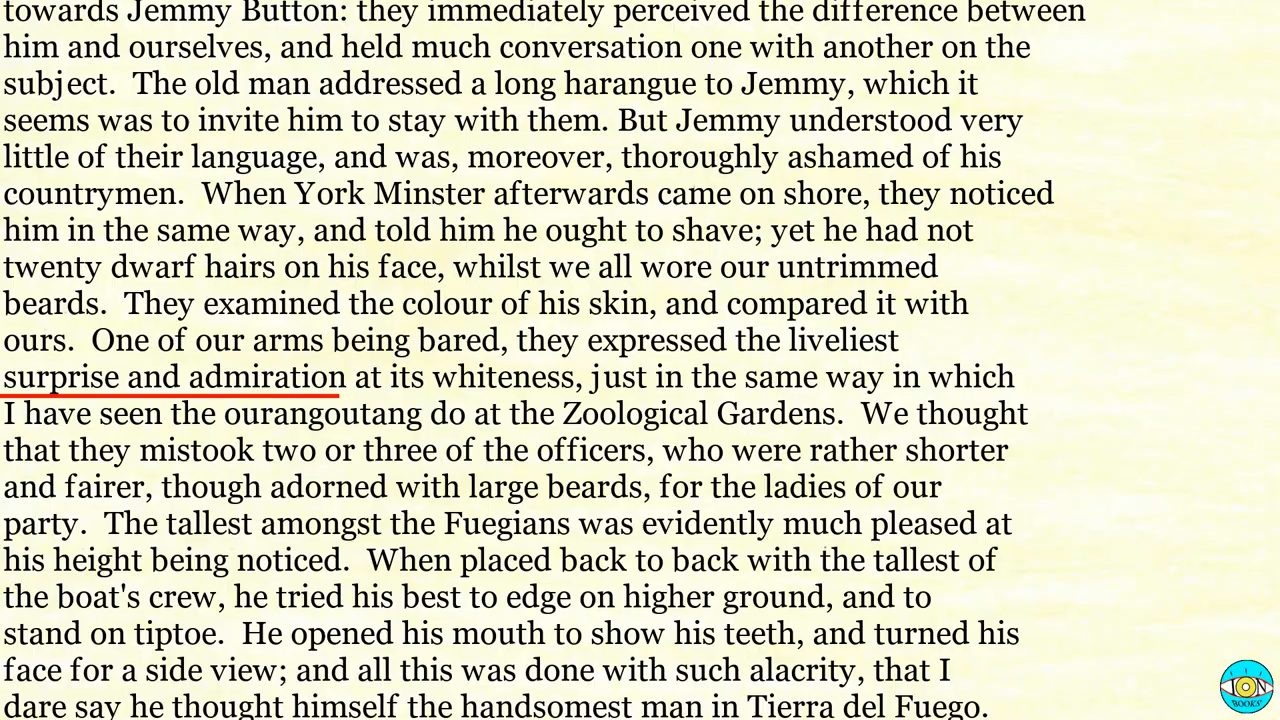 towards Jemmy Button: they immediately perceived the difference between
him and ourselves, and held much conversation one with another on the
subject.  The old man addressed a long harangue to Jemmy, which it
seems was to invite him to stay with them. But Jemmy understood very
little of their language, and was, moreover, thoroughly ashamed of his
countrymen.  When York Minster afterwards came on shore, they noticed
him in the same way, and told him he ought to shave; yet he had not
twenty dwarf hairs on his face, whilst we all wore our untrimmed
beards.  They examined the colour of his skin, and compared it with
ours.  One of our arms being bared, they expressed the liveliest
surprise and admiration at its whiteness, just in the same way in which
I have seen the ourangoutang do at the Zoological Gardens.  We thought
that they mistook two or three of the officers, who were rather shorter
and fairer, though adorned with large beards, for the ladies of our
party.  The tallest amongst the Fuegians was evidently much pleased at
his height being noticed.  When placed back to back with the tallest of
the boat's crew, he tried his best to edge on higher ground, and to
stand on tiptoe.  He opened his mouth to show his teeth, and turned his
face for a side view; and all this was done with such alacrity, that I
dare say he thought himself the handsomest man in Tierra del Fuego.
ION
BOOKS